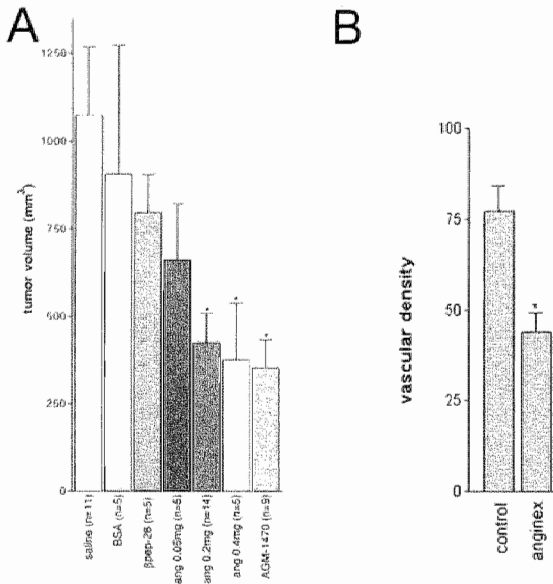 A
tumor volume (mm³)
1250
1000
750
500
250
0
saline (n=11)
BSA (n=5)
βpep-28 (n=5)
ang 0.05mg (n=5)
ang 0.2mg (n=14)
ang 0.4mg (n=5)
AGM-1470 (n=9)
*
*
*
B
vascular density
100
75
50
25
0
control
anginex
*